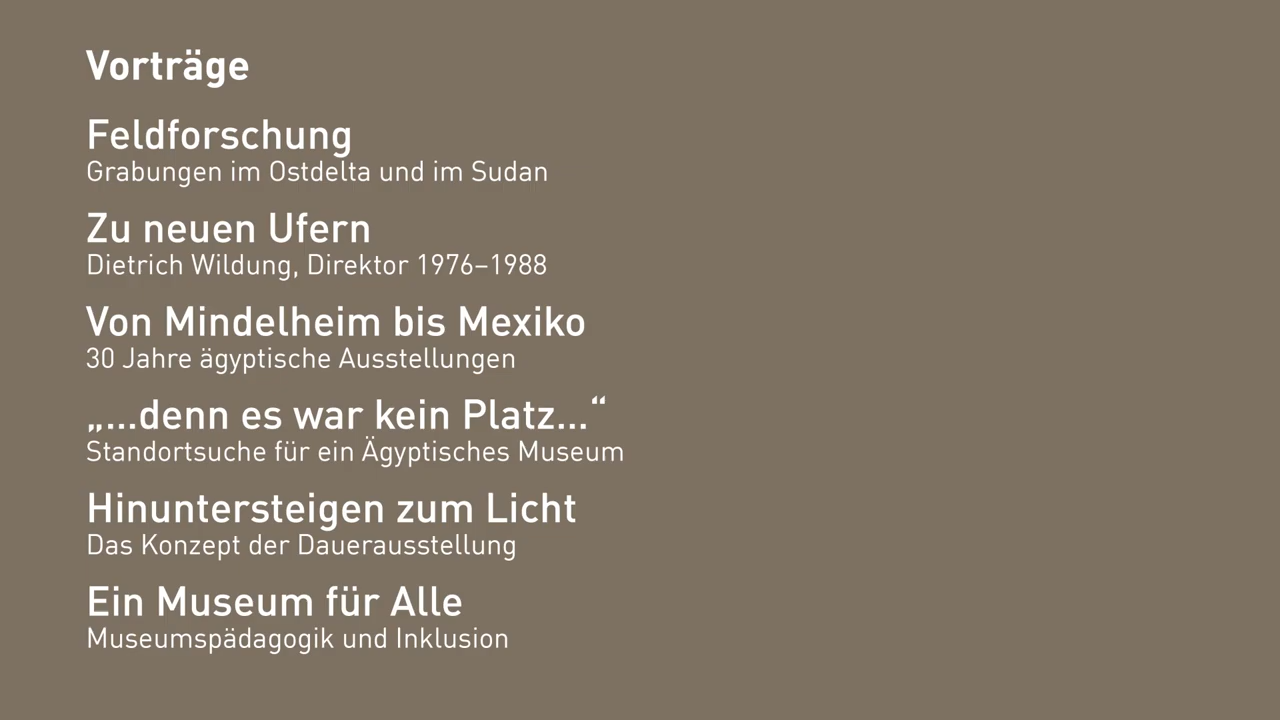 Vorträge
Feldforschung
Grabungen im Ostdelta und im Sudan
Zu neuen Ufern
Dietrich Wildung, Direktor 1976–1988
Von Mindelheim bis Mexiko
30 Jahre ägyptische Ausstellungen
„...denn es war kein Platz...“
Standortsuche für ein Ägyptisches Museum
Hinuntersteigen zum Licht
Das Konzept der Dauerausstellung
Ein Museum für Alle
Museumspädagogik und Inklusion